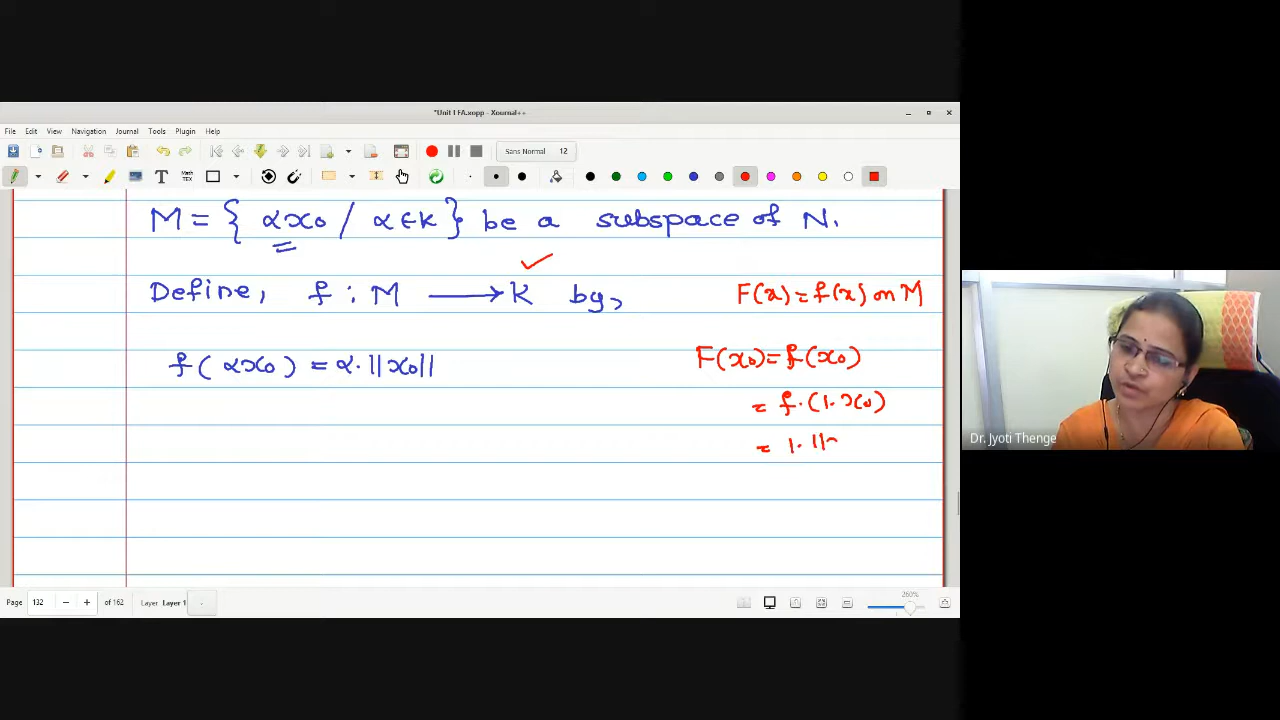 *Unit I FA.xopp - Xournal++
File Edit View Navigation Journal Tools Plugin Help
Sans Normal 12
M = { αx₀ / α ∈ K } be a subspace of N.
Define, f : M ⟶ K by, F(x) = f(x) on M
f(αx₀) = α·||x₀|| F(x₀) = f(x₀)
= f·(1·x₀)
= 1·||
Dr. Jyoti Thenge
Page 132 of 162 Layer Layer 1 260%